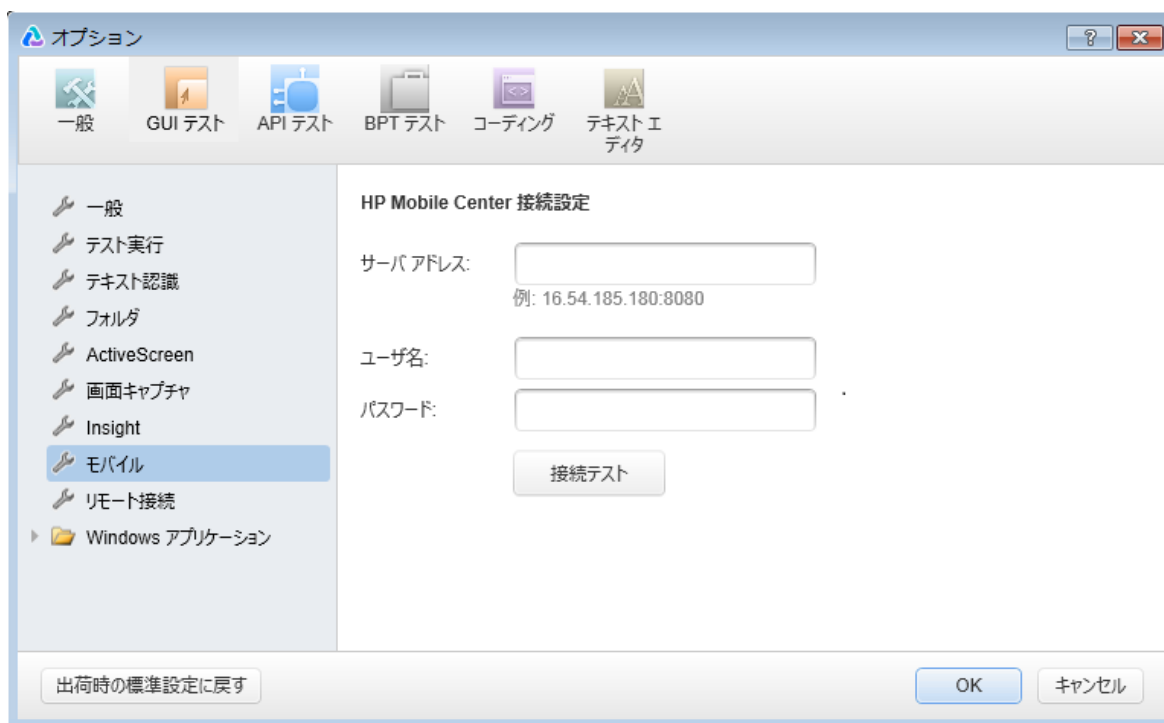 オプション
一般
GUI テスト
API テスト
BPT テスト
コーディング
テキスト エ
ディタ
一般
テスト実行
テキスト認識
フォルダ
ActiveScreen
画面キャプチャ
Insight
モバイル
リモート接続
Windows アプリケーション
HP Mobile Center 接続設定
サーバ アドレス:
例: 16.54.185.180:8080
ユーザ名:
パスワード:
接続テスト
出荷時の標準設定に戻す
OK
キャンセル